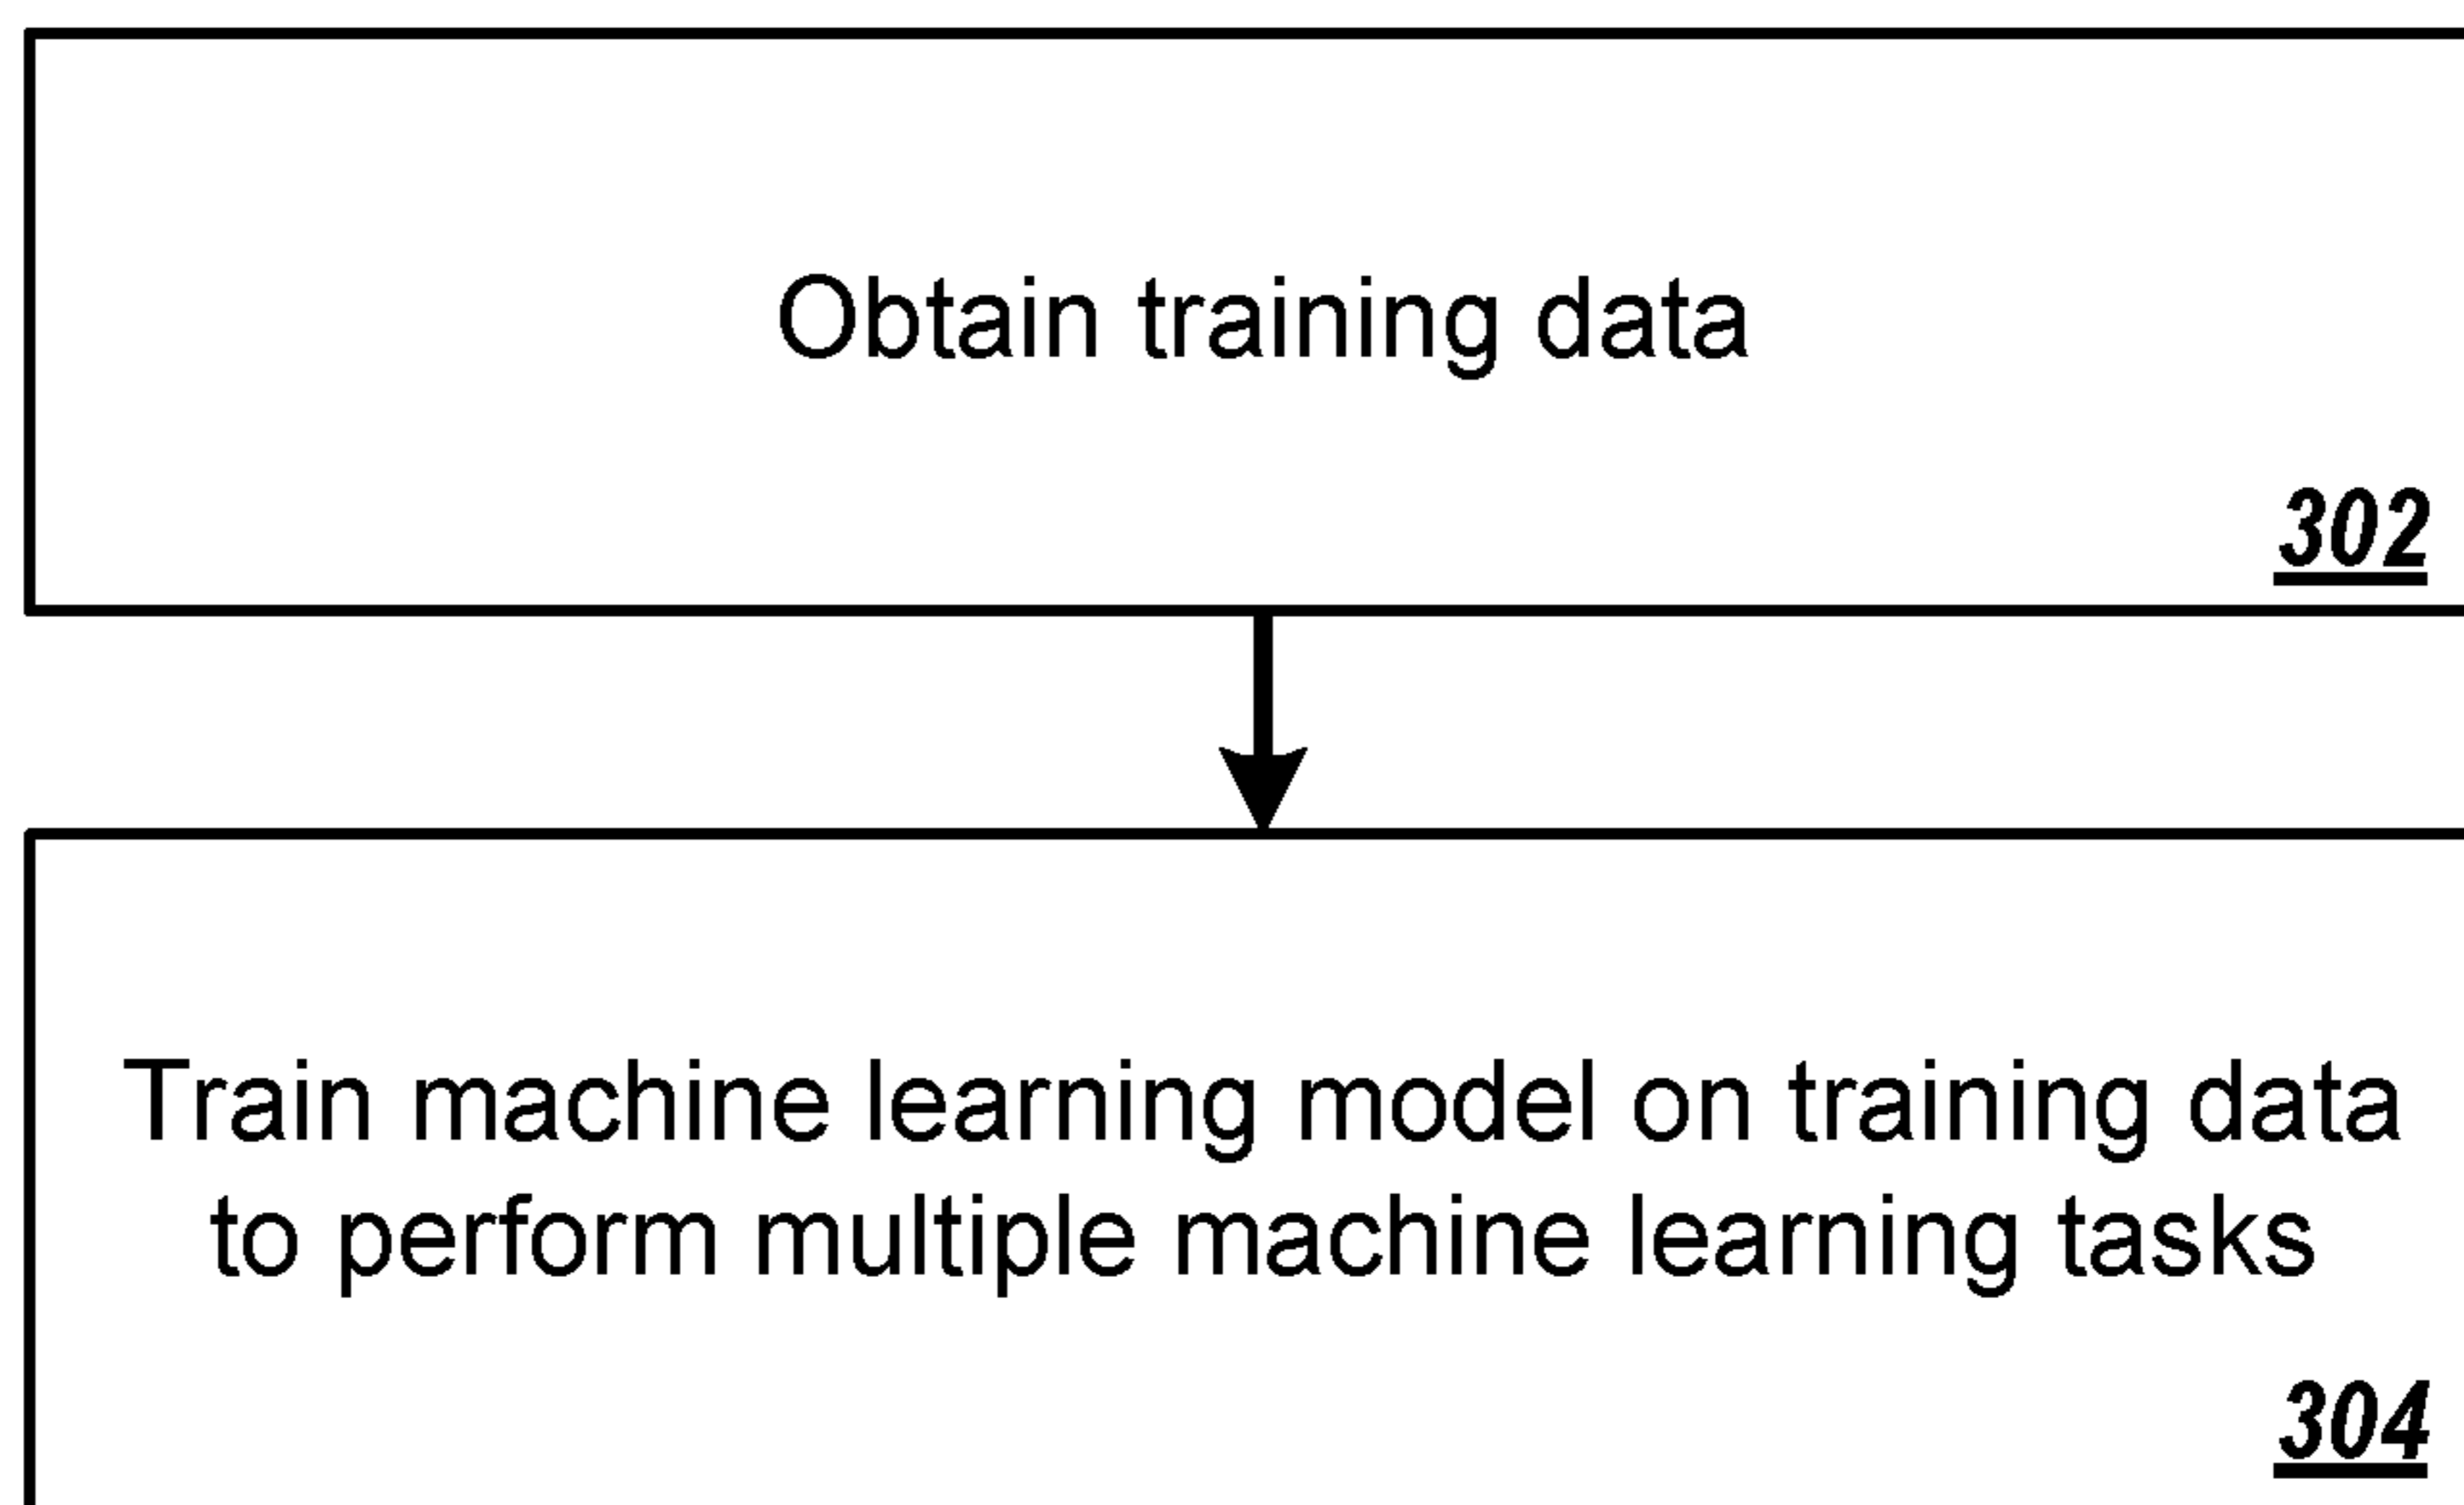 Obtain training data
302
Train machine learning model on training data
to perform multiple machine learning tasks
304